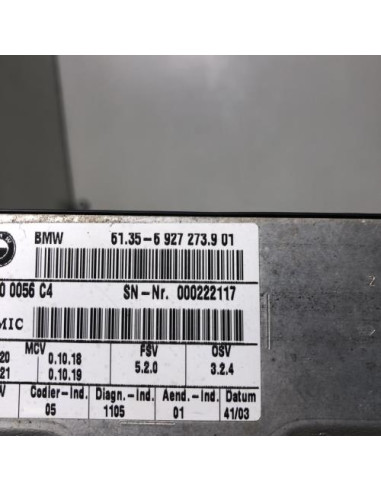 BMW 61.35-6 927 273.9 01
0 0056 C4 SN-Nr. 000222117
MIC
20 MCV 0.10.18 FSV OSV
21 0.10.19 5.2.0 3.2.4
V Codier-Ind. Diagn.-Ind. Aend.-Ind. Datum
05 1105 01 41/03